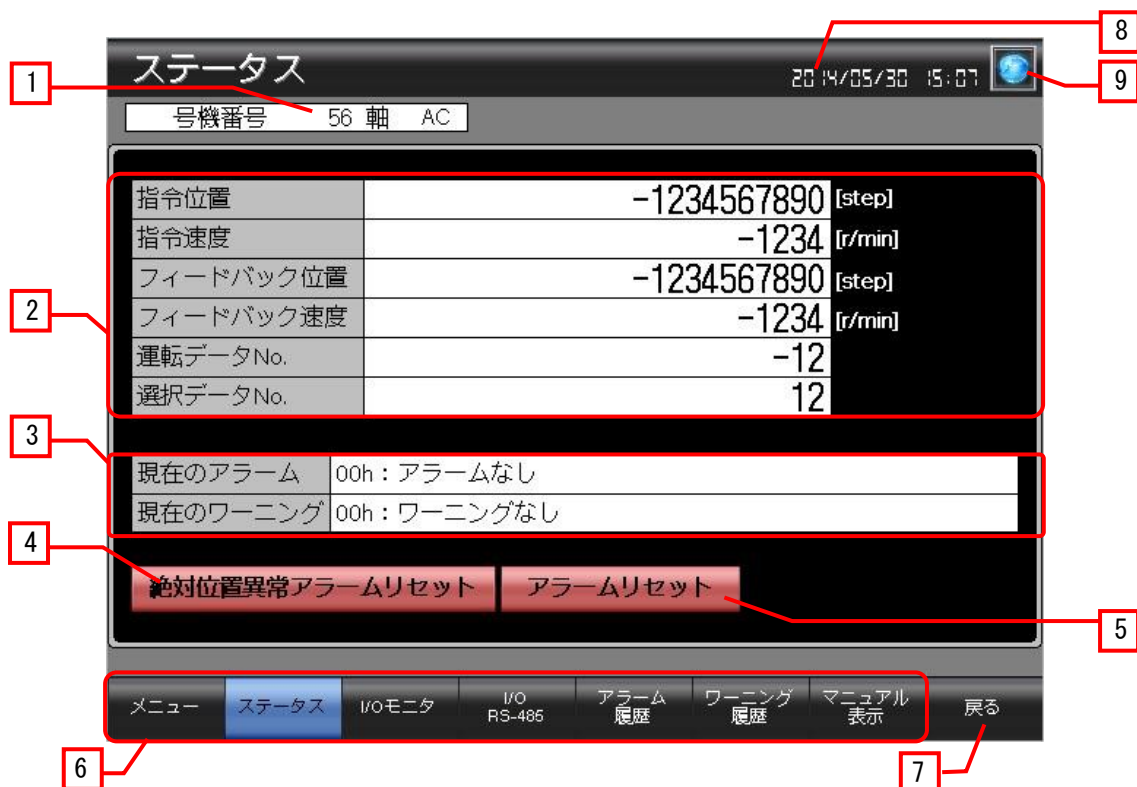 8
ステータス
2014/05/30 15:07
9
1
号機番号 56 軸 AC
指令位置 -1234567890 [step]
指令速度 -1234 [r/min]
フィードバック位置 -1234567890 [step]
2
フィードバック速度 -1234 [r/min]
運転データNo. -12
選択データNo. 12
3
現在のアラーム 00h：アラームなし
現在のワーニング 00h：ワーニングなし
4
絶対位置異常アラームリセット アラームリセット
5
メニュー ステータス I/Oモニタ I/O RS-485 アラーム履歴 ワーニング履歴 マニュアル表示 戻る
6
7